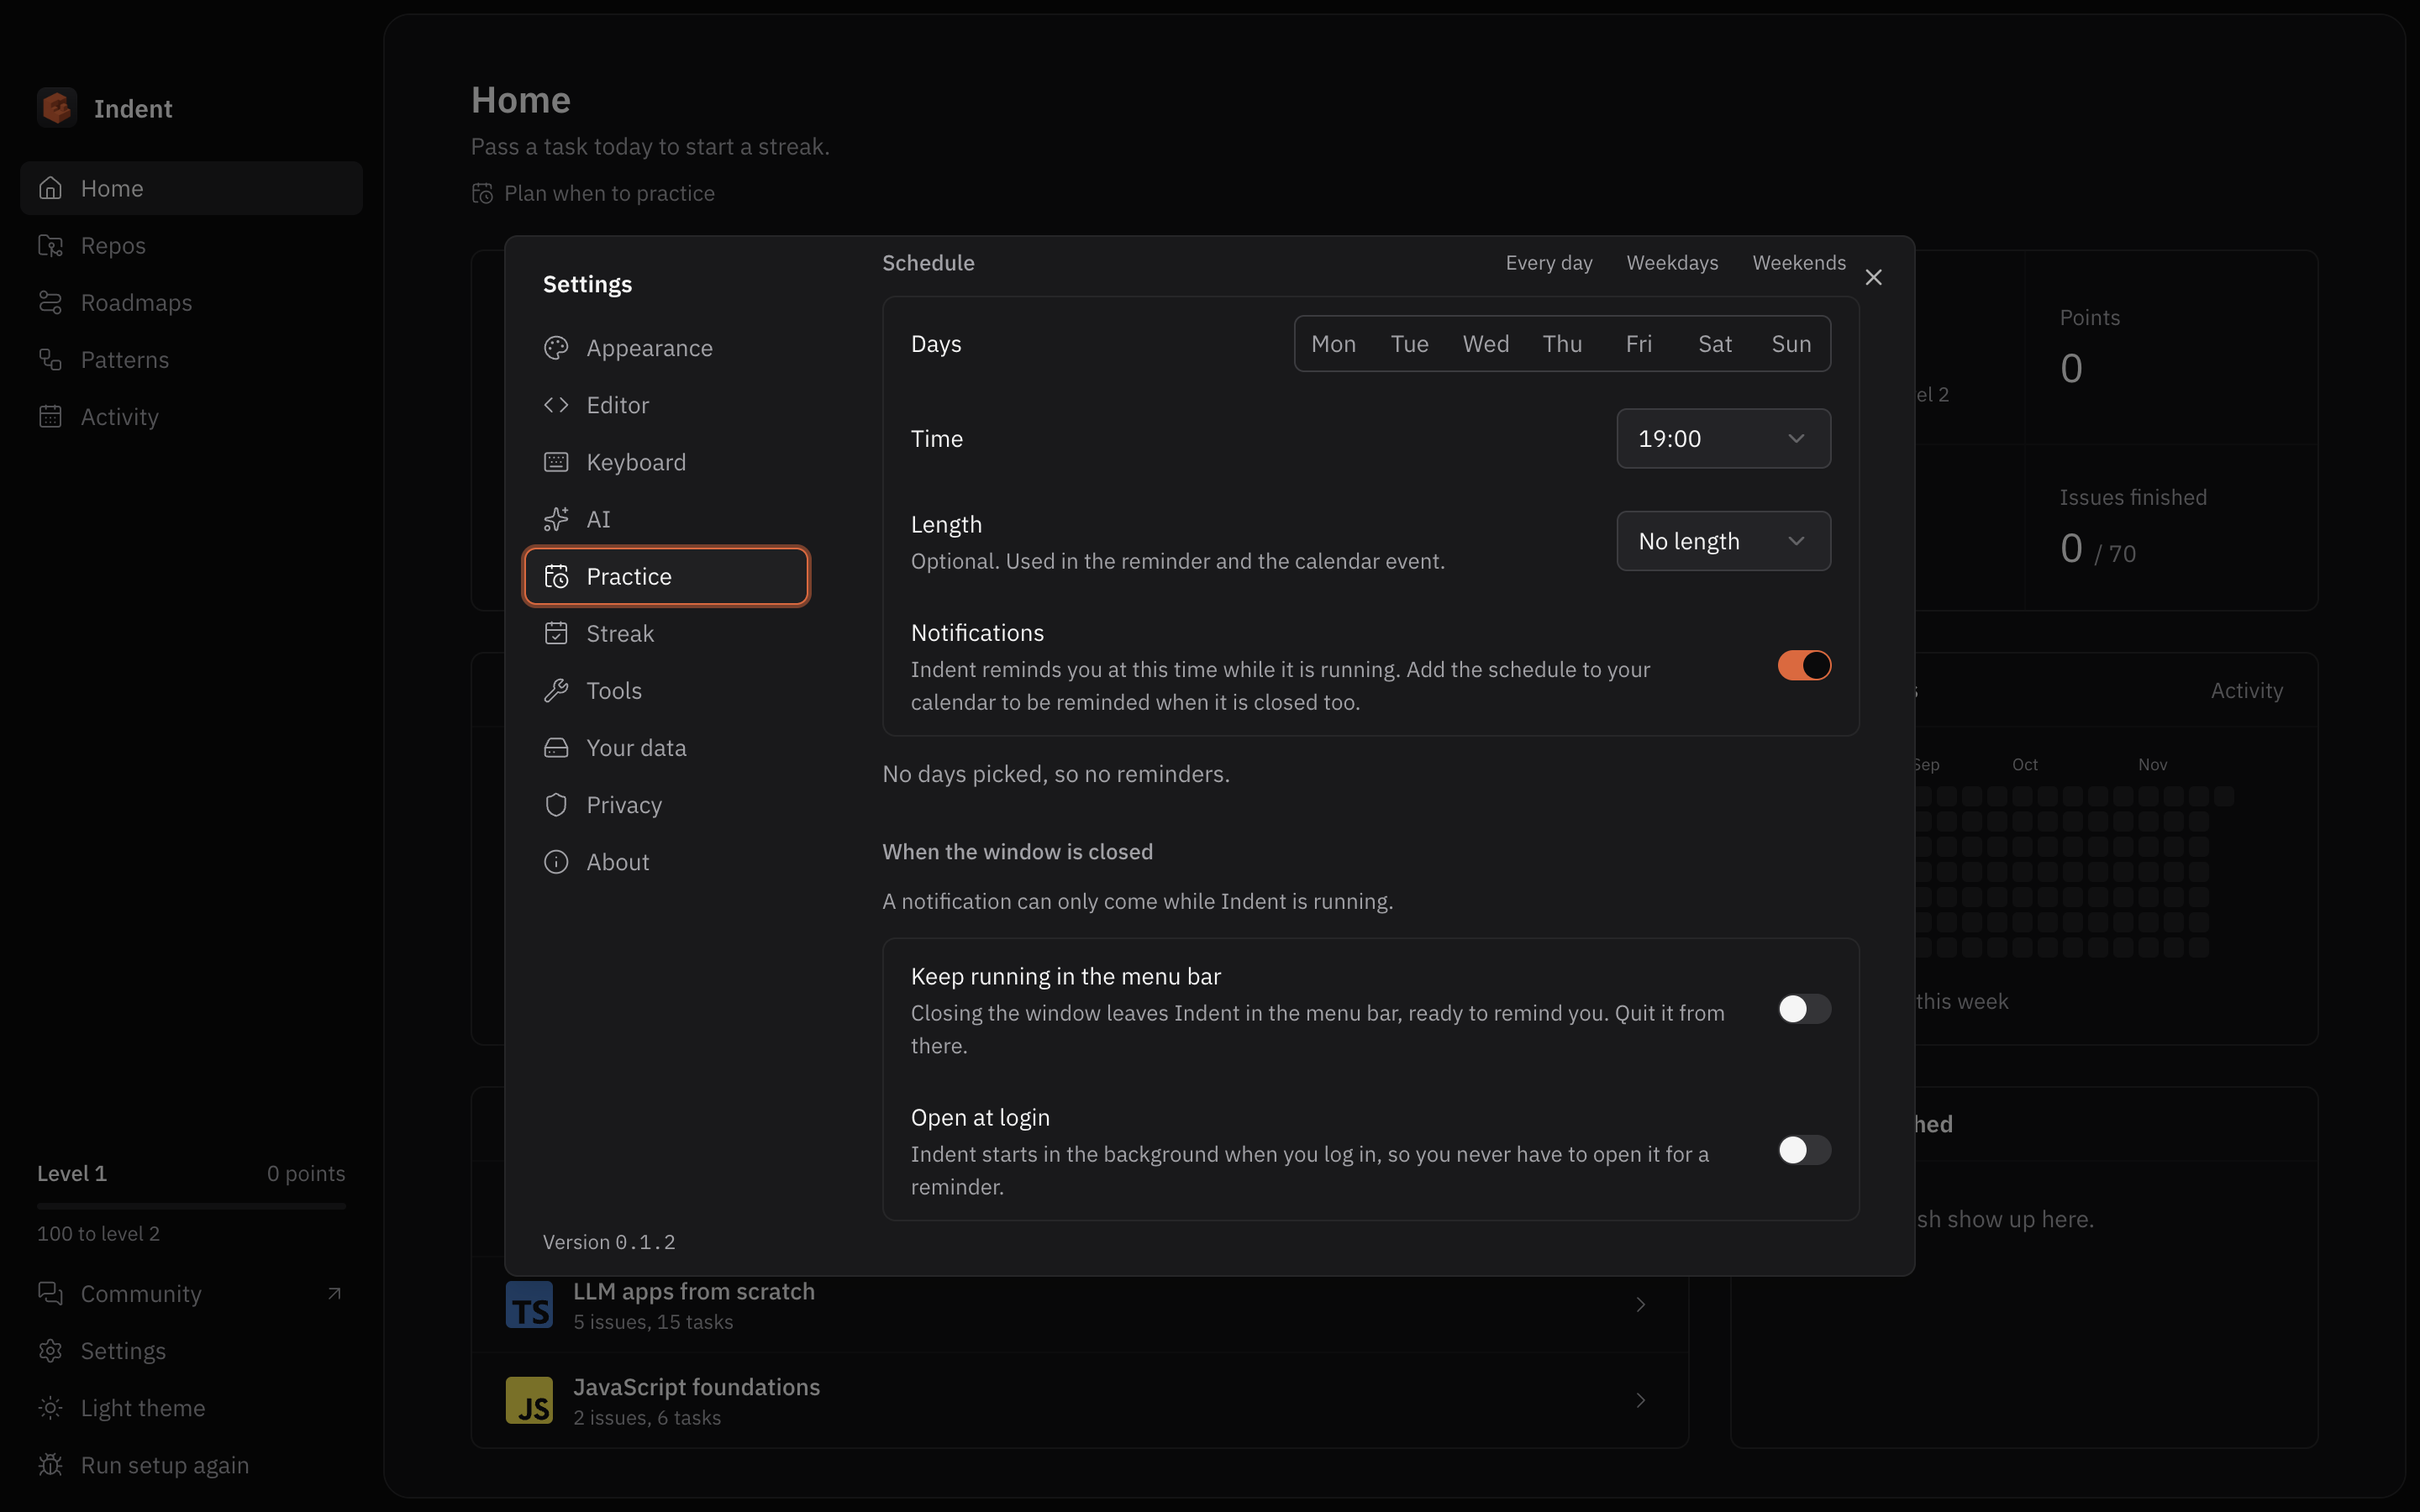 Indent
Home
Repos
Roadmaps
Patterns
Activity
Level 1
0 points
100 to level 2
Community
Settings
Light theme
Run setup again
Home
Pass a task today to start a streak.
Plan when to practice
Settings
Appearance
Editor
Keyboard
AI
Practice
Streak
Tools
Your data
Privacy
About
Version 0.1.2
Schedule
Every day
Weekdays
Weekends
Days
Mon Tue Wed Thu Fri Sat Sun
Time
19:00
Length
No length
Optional. Used in the reminder and the calendar event.
Notifications
Indent reminds you at this time while it is running. Add the schedule to your
calendar to be reminded when it is closed too.
No days picked, so no reminders.
When the window is closed
A notification can only come while Indent is running.
Keep running in the menu bar
Closing the window leaves Indent in the menu bar, ready to remind you. Quit it from
there.
Open at login
Indent starts in the background when you log in, so you never have to open it for a
reminder.
Points
0
el 2
Issues finished
0 / 70
Activity
Oct
Nov
this week
show up here.
LLM apps from scratch
5 issues, 15 tasks
JavaScript foundations
2 issues, 6 tasks
TS
JS